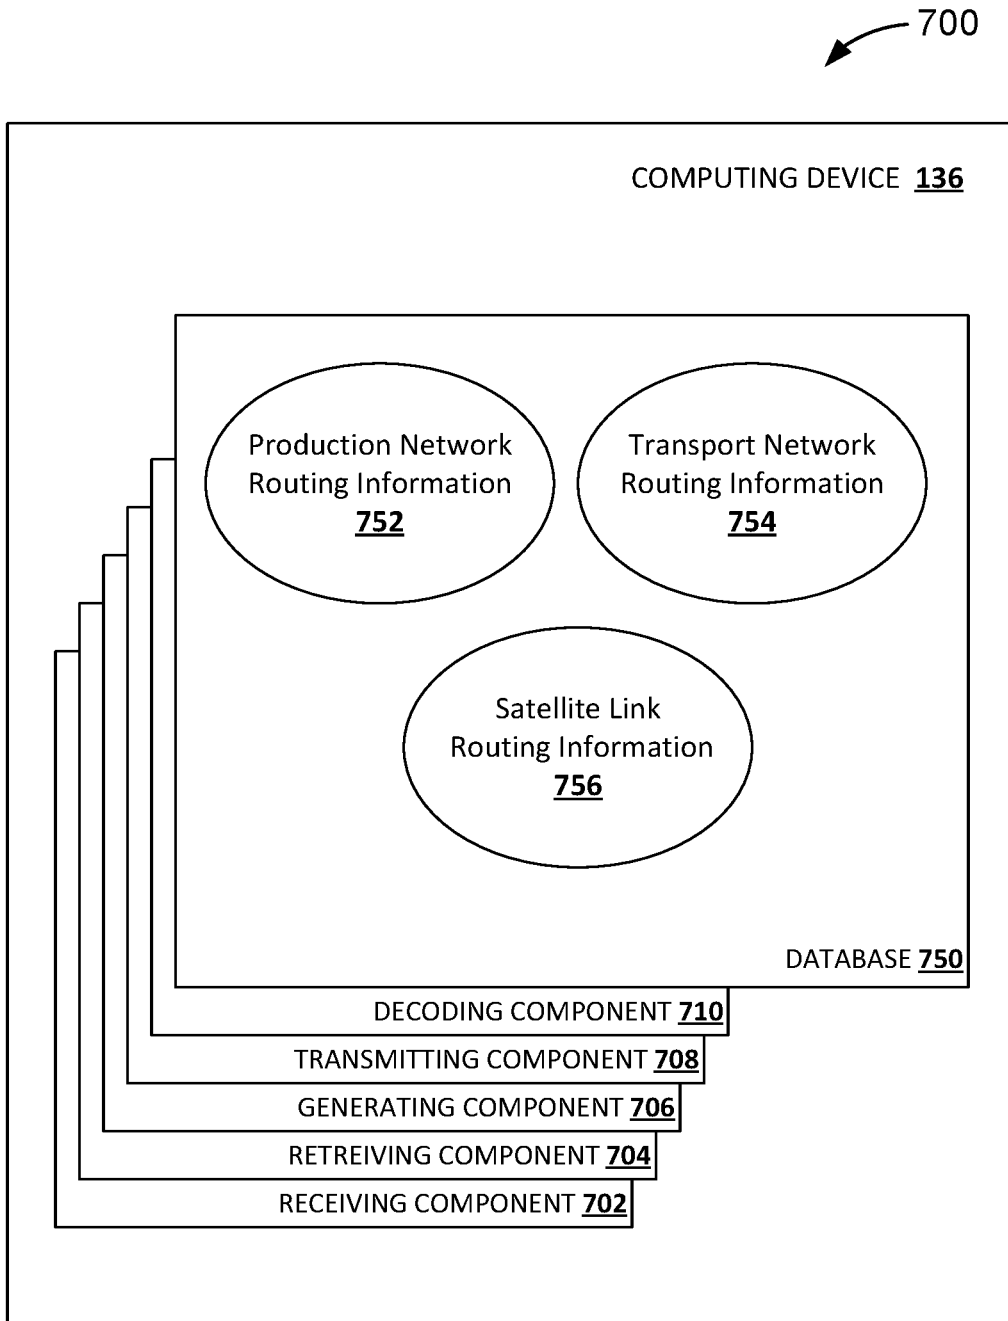 700
COMPUTING DEVICE 136
Production Network
Routing Information
752
Transport Network
Routing Information
754
Satellite Link
Routing Information
756
DATABASE 750
DECODING COMPONENT 710
TRANSMITTING COMPONENT 708
GENERATING COMPONENT 706
RETREIVING COMPONENT 704
RECEIVING COMPONENT 702